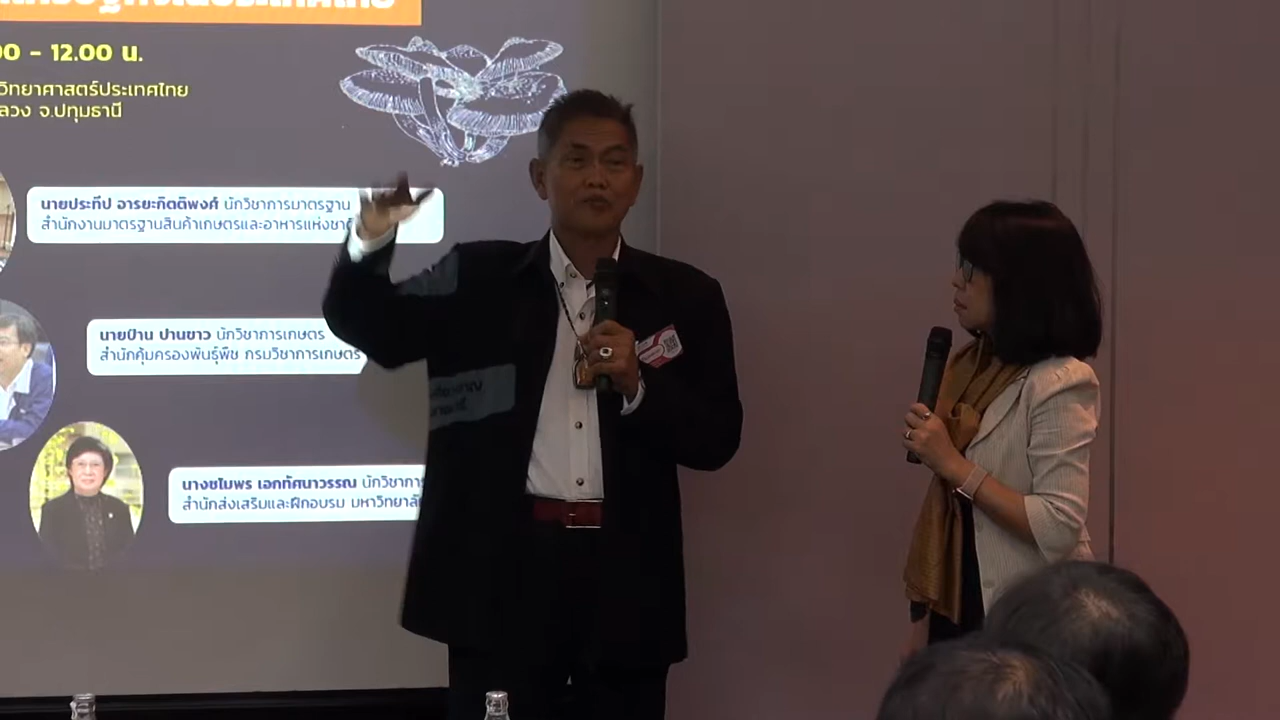 00 - 12.00 น.
วิทยาศาสตร์ประเทศไทย
ลวง จ.ปทุมธานี
นายประทีป อารยะกิตติพงศ์ นักวิชาการมาตรฐาน
สำนักงานมาตรฐานสินค้าเกษตรและอาหารแห่งชาติ
นายป่าน ปานขาว นักวิชาการเกษตร
สำนักคุ้มครองพันธุ์พืช กรมวิชาการเกษตร
นางชไมพร เอกทัศนาวรรณ นักวิชาการ
สำนักส่งเสริมและฝึกอบรม มหาวิทยาลัย